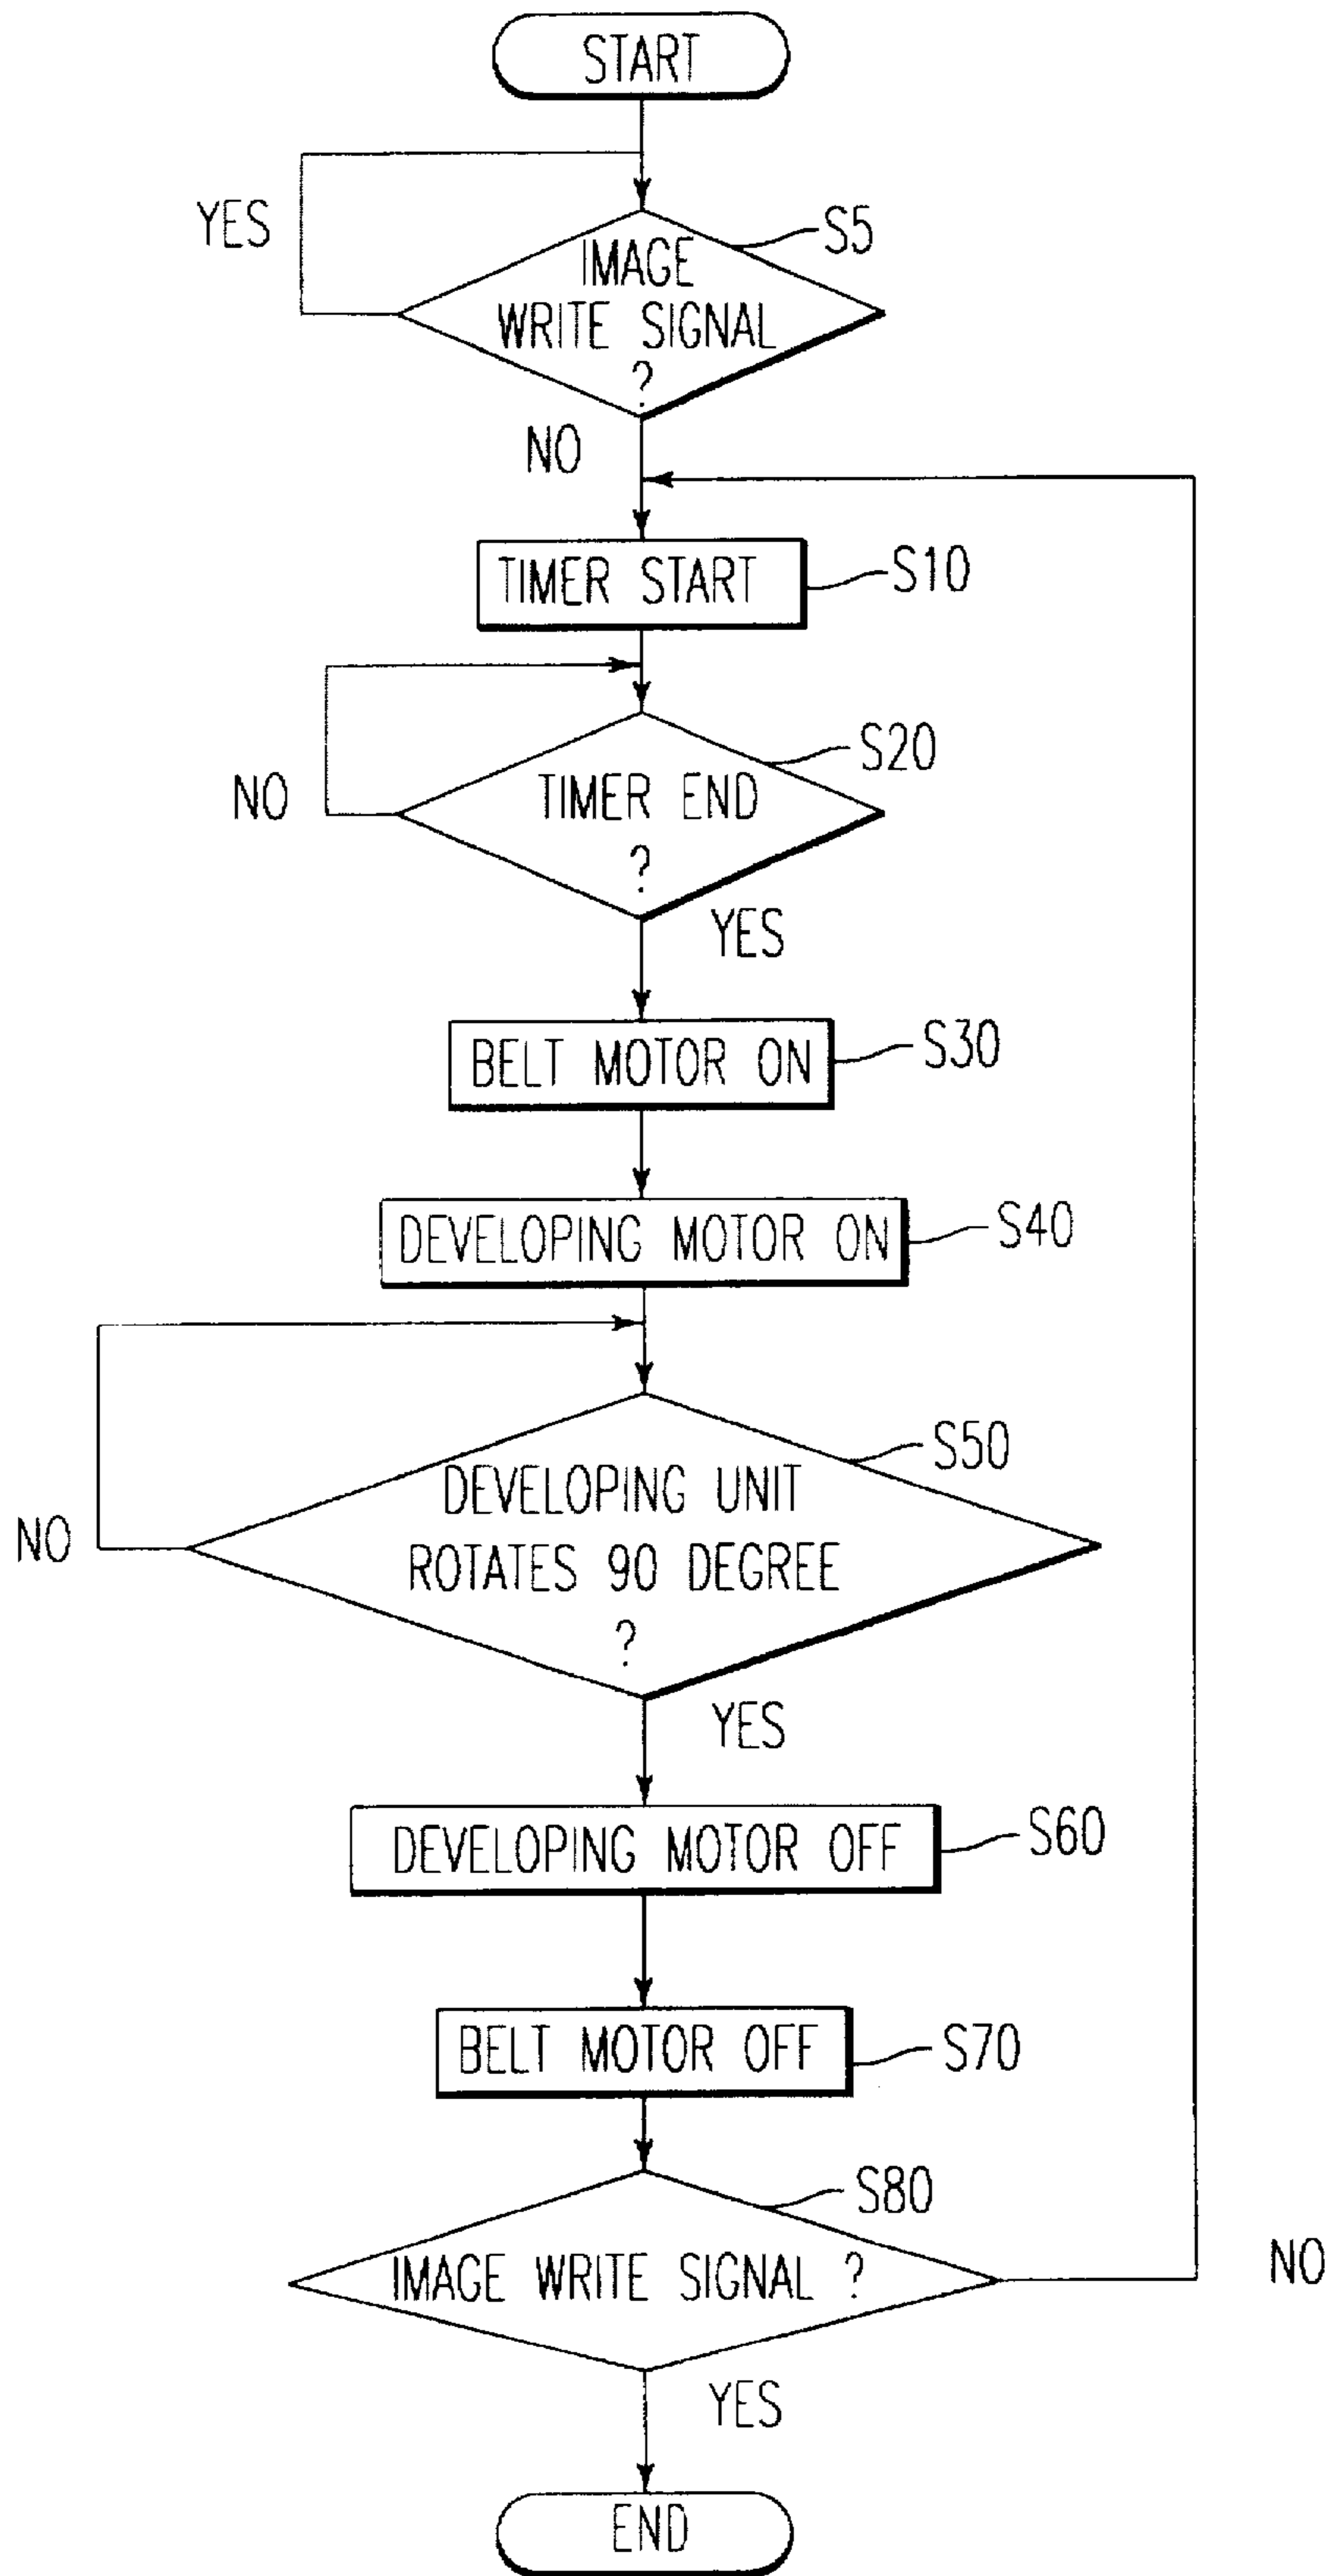 START
YES
S5
IMAGE
WRITE SIGNAL
?
NO
TIMER START
S10
S20
NO
TIMER END
?
YES
BELT MOTOR ON
S30
DEVELOPING MOTOR ON
S40
S50
DEVELOPING UNIT
NO
ROTATES 90 DEGREE
?
YES
DEVELOPING MOTOR OFF
S60
BELT MOTOR OFF
S70
S80
IMAGE WRITE SIGNAL ?
NO
YES
END